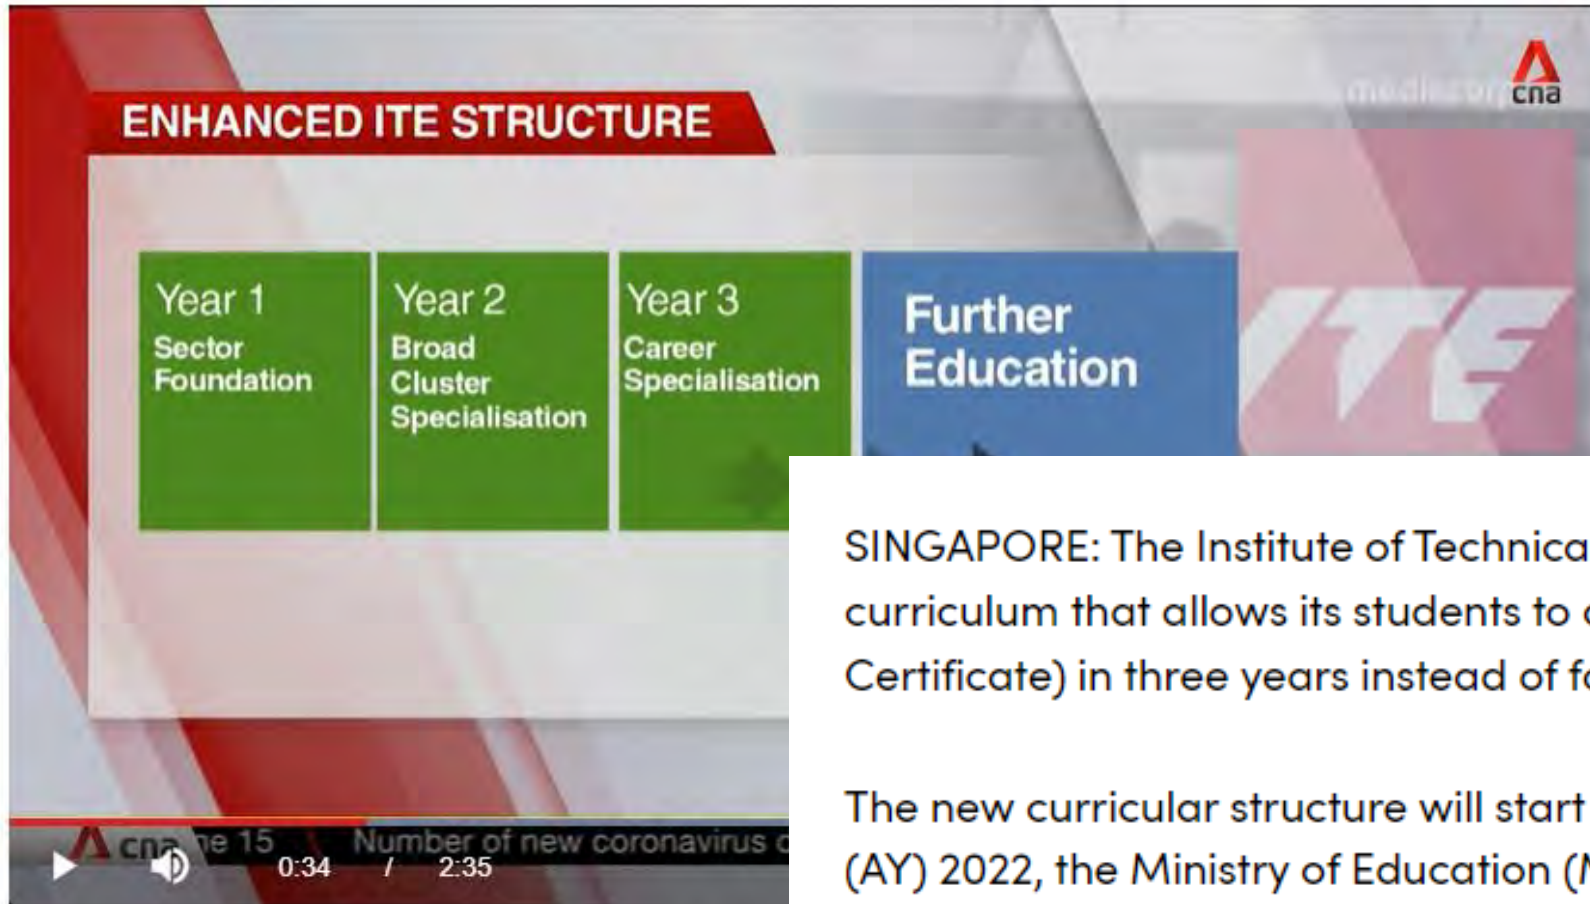 mediacorp
cna
ENHANCED ITE STRUCTURE
Year 1
Sector
Foundation
Year 2
Broad
Cluster
Specialisation
Year 3
Career
Specialisation
Further
Education
ITE
SINGAPORE: The Institute of Technica
curriculum that allows its students to
Certificate) in three years instead of
The new curricular structure will start
(AY) 2022, the Ministry of Education
cna ne 15 Number of new coronavirus
0:34 / 2:35